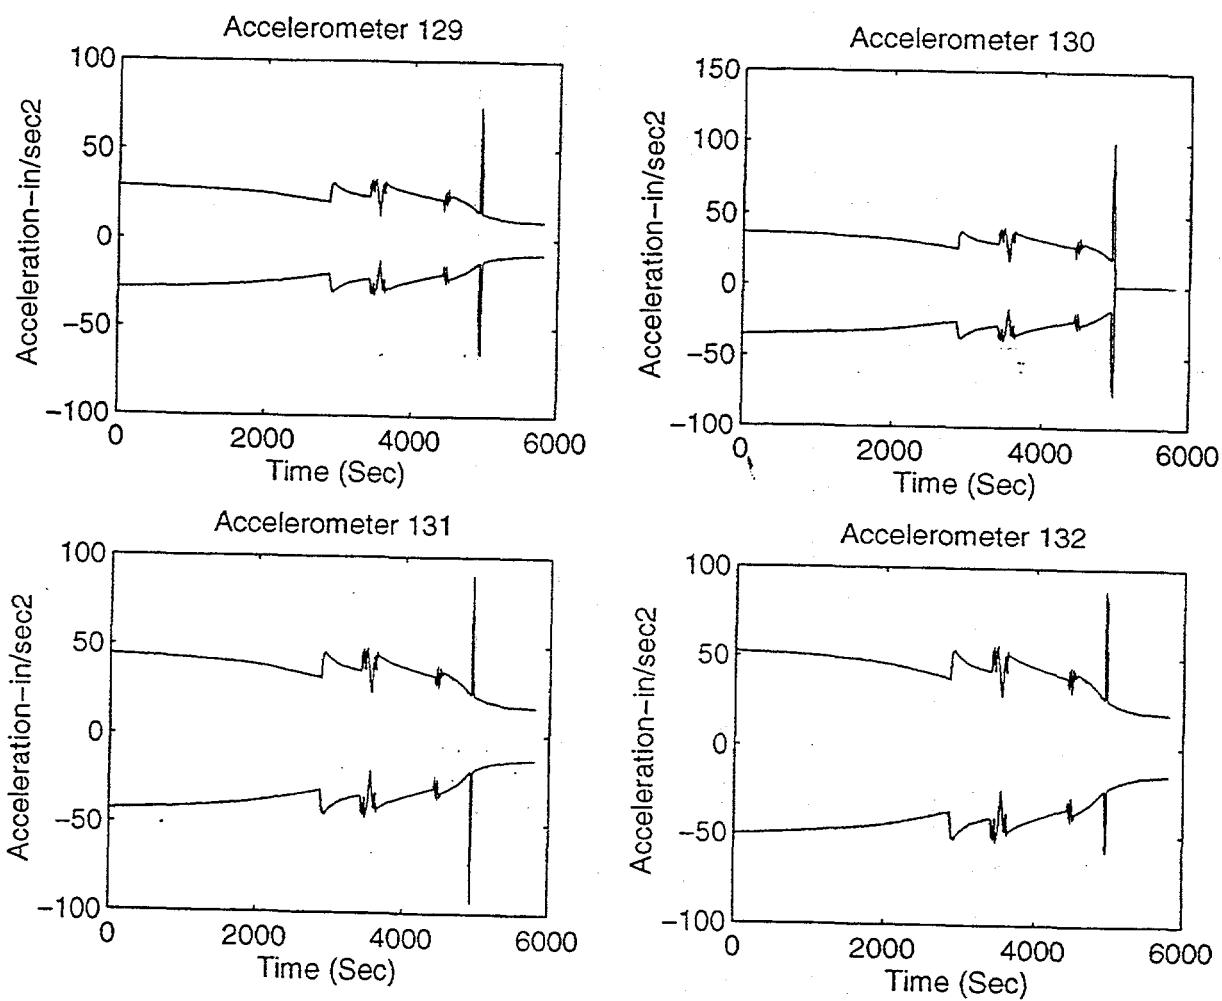 Accelerometer 129
100
50
0
−50
−100
Acceleration−in/sec2
0 2000 4000 6000
Time (Sec)
Accelerometer 130
150
100
50
0
−50
−100
Acceleration−in/sec2
0 2000 4000 6000
Time (Sec)
Accelerometer 131
100
50
0
−50
−100
Acceleration−in/sec2
0 2000 4000 6000
Time (Sec)
Accelerometer 132
100
50
0
−50
−100
Acceleration−in/sec2
0 2000 4000 6000
Time (Sec)